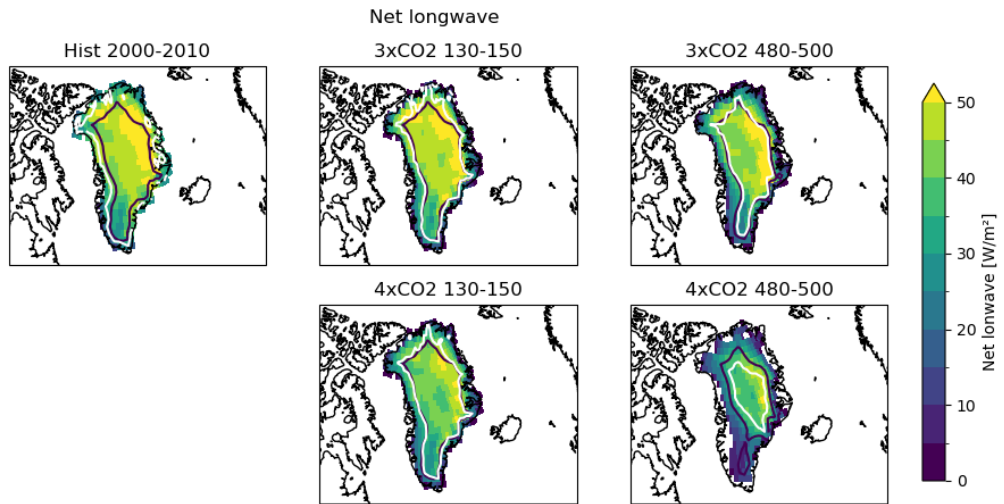 Net longwave
Hist 2000-2010
3xCO2 130-150
3xCO2 480-500
4xCO2 130-150
4xCO2 480-500
50
40
30
20
10
0
Net lonwave [W/m²]